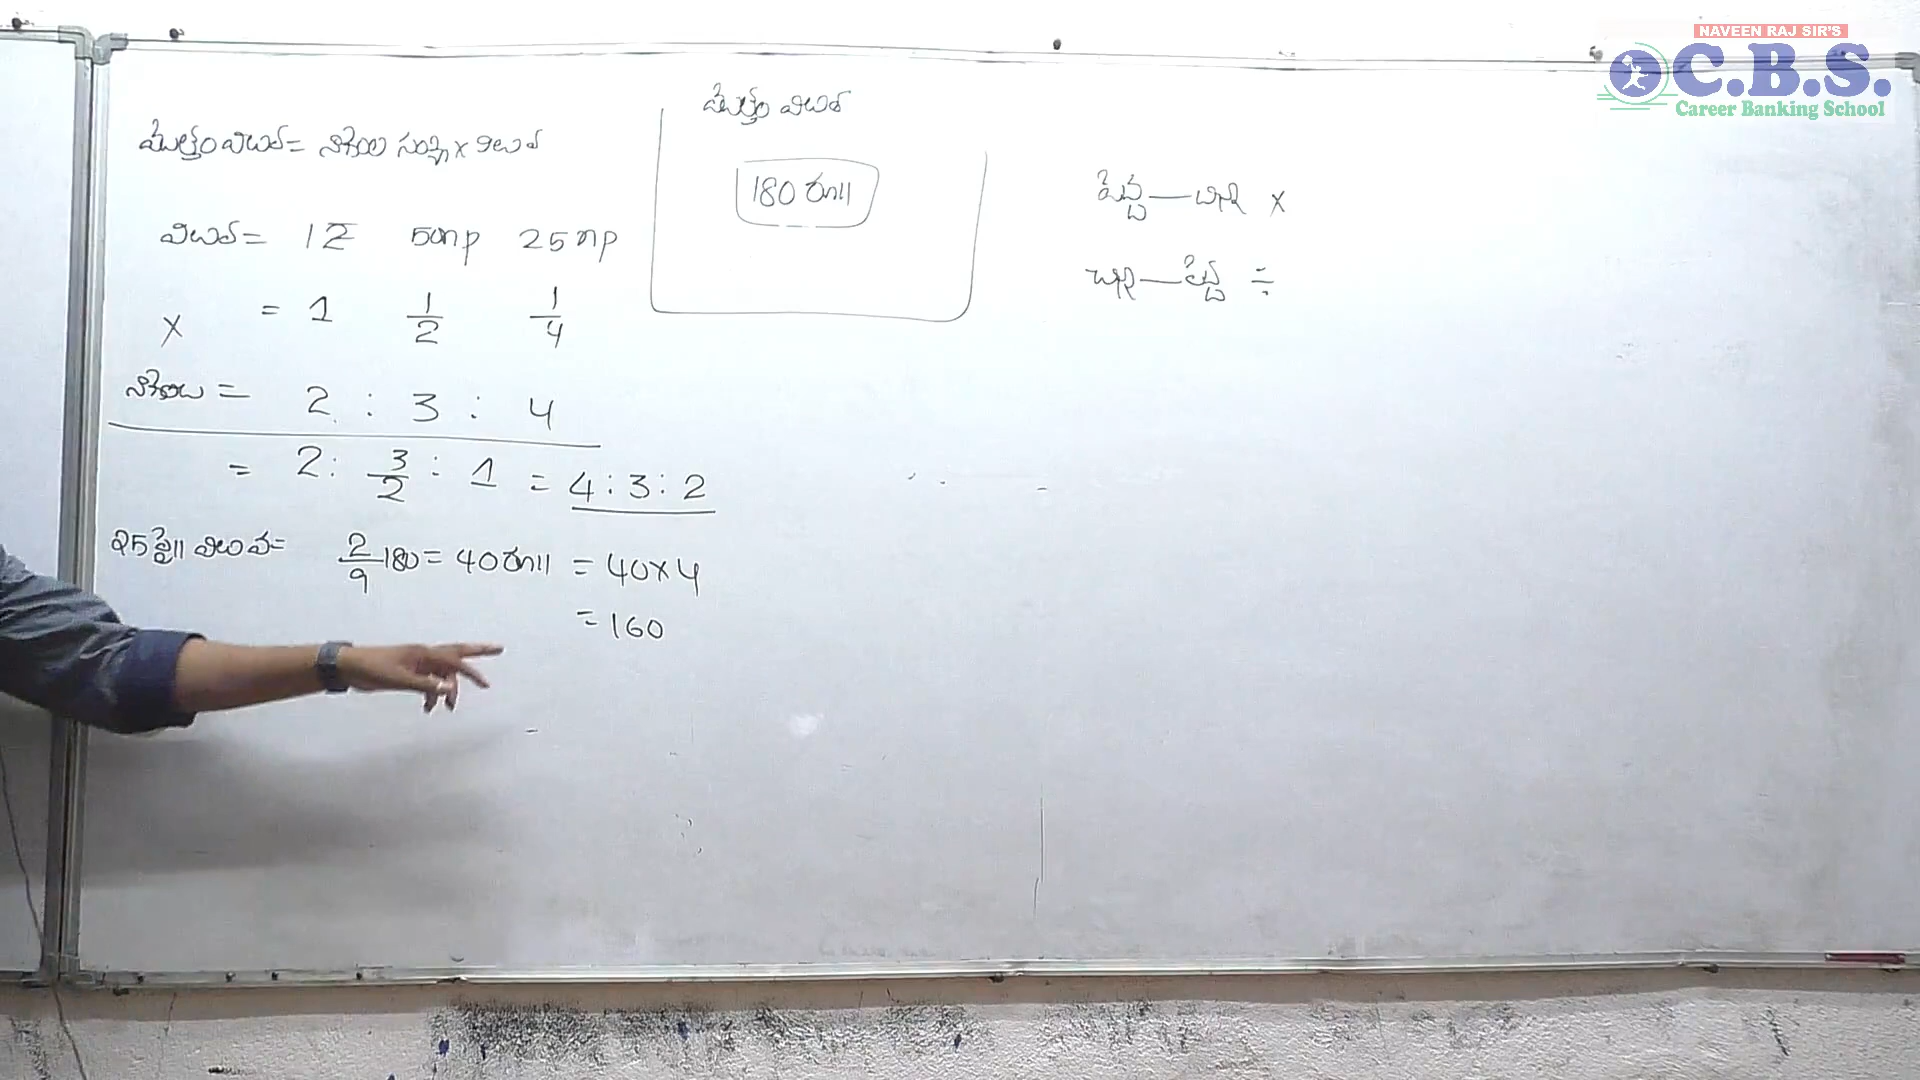 NAVEEN RAJ SIR'S
C.B.S.
Career Banking School
మొత్తం విలువ
మొత్తం విలువ = నాణేల సంఖ్య x విలువ
180 రూ॥
పెద్ద — చిన్న x
విలువ = 1 50np 25np
చిన్న — పెద్ద ÷
x = 1 1/2 1/4
నాణేలు = 2 : 3 : 4
= 2 : 3/2 : 1 = 4 : 3 : 2
25 పై॥ విలువ = 2/9 180 = 40రూ॥ = 40x4
= 160